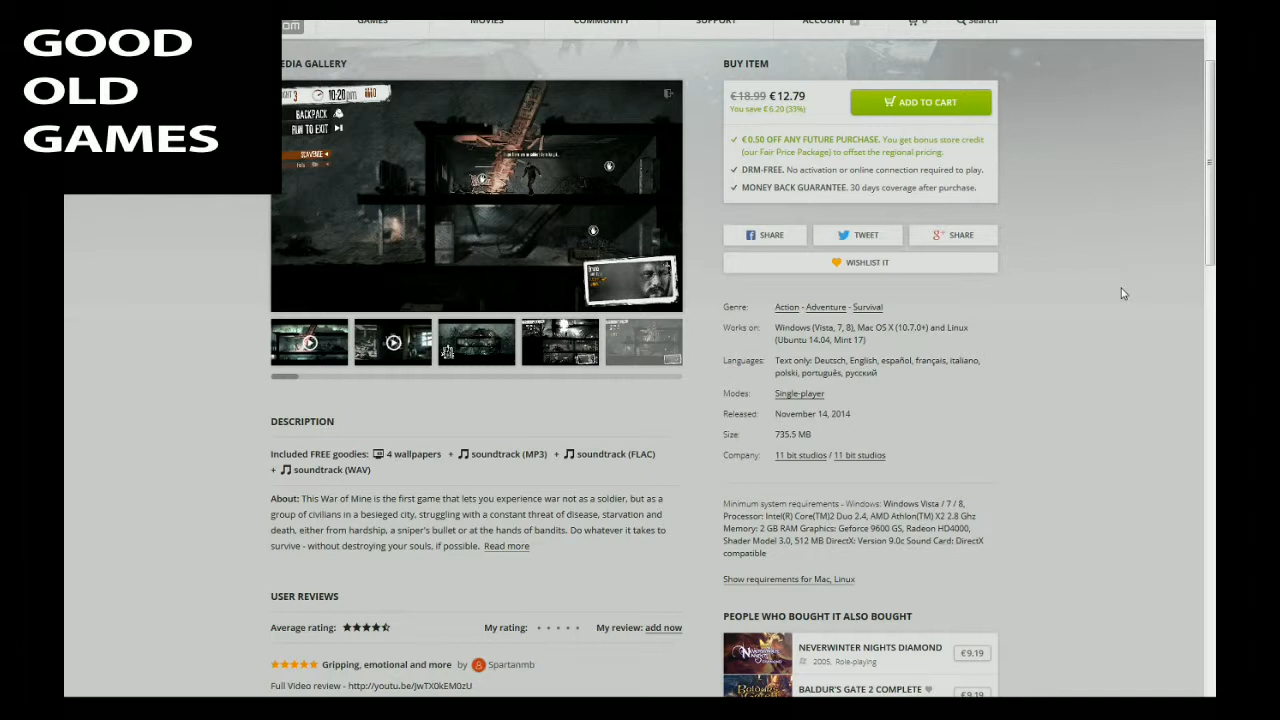 GOOD
OLD
GAMES
GAMES MOVIES COMMUNITY SUPPORT ACCOUNT Search
EDIA GALLERY
BUY ITEM
3 10:20 pm
BACKPACK
RUN TO EXIT
SCAVENGE
€18.99 €12.79
You save €6.20 (33%)
ADD TO CART
€0.50 OFF ANY FUTURE PURCHASE. You get bonus store credit
(our Fair Price Package) to offset the regional pricing.
DRM-FREE. No activation or online connection required to play.
MONEY BACK GUARANTEE. 30 days coverage after purchase.
SHARE TWEET SHARE
WISHLIST IT
Genre: Action - Adventure - Survival
Works on: Windows (Vista, 7, 8), Mac OS X (10.7.0+) and Linux
(Ubuntu 14.04, Mint 17)
Languages: Text only: Deutsch, English, español, français, italiano,
polski, português, русский
Modes: Single-player
Released: November 14, 2014
Size: 735.5 MB
Company: 11 bit studios / 11 bit studios
DESCRIPTION
Included FREE goodies: 4 wallpapers + soundtrack (MP3) + soundtrack (FLAC)
+ soundtrack (WAV)
About: This War of Mine is the first game that lets you experience war not as a soldier, but as a
group of civilians in a besieged city, struggling with a constant threat of disease, starvation and
death, either from hardship, a sniper's bullet or at the hands of bandits. Do whatever it takes to
survive - without destroying your souls, if possible. Read more
Minimum system requirements - Windows: Windows Vista / 7 / 8,
Processor: Intel(R) Core(TM)2 Duo 2.4, AMD Athlon(TM) X2 2.8 Ghz
Memory: 2 GB RAM Graphics: Geforce 9600 GS, Radeon HD4000,
Shader Model 3.0, 512 MB DirectX: Version 9.0c Sound Card: DirectX
compatible
Show requirements for Mac, Linux
USER REVIEWS
Average rating: My rating: My review: add now
Gripping, emotional and more by Spartanmb
Full Video review - http://youtu.be/JwTX0kEM0zU
PEOPLE WHO BOUGHT IT ALSO BOUGHT
NEVERWINTER NIGHTS DIAMOND €9.19
2005, Role-playing
BALDUR'S GATE 2 COMPLETE €9.19